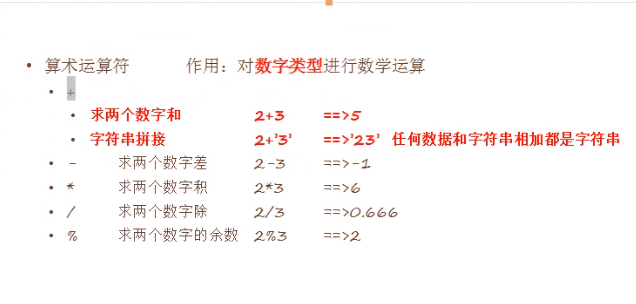 算术运算符 作用：对数字类型进行数学运算
+
求两个数字和 2+3 ==>5
字符串拼接 2+'3' ==>'23' 任何数据和字符串相加都是字符串
- 求两个数字差 2-3 ==>-1
* 求两个数字积 2*3 ==>6
/ 求两个数字除 2/3 ==>0.666
% 求两个数字的余数 2%3 ==>2